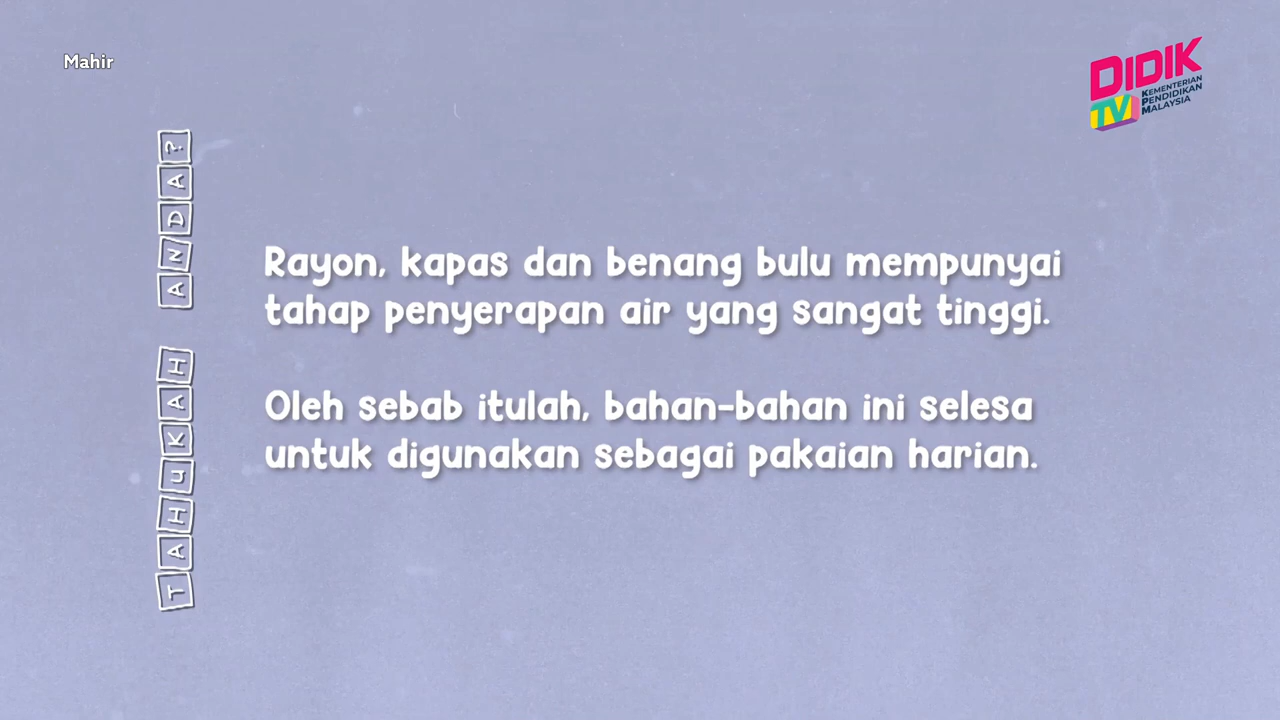 Mahir
DIDIK
TV
KEMENTERIAN
PENDIDIKAN
MALAYSIA
TAHUKAH ANDA?
Rayon, kapas dan benang bulu mempunyai
tahap penyerapan air yang sangat tinggi.
Oleh sebab itulah, bahan-bahan ini selesa
untuk digunakan sebagai pakaian harian.